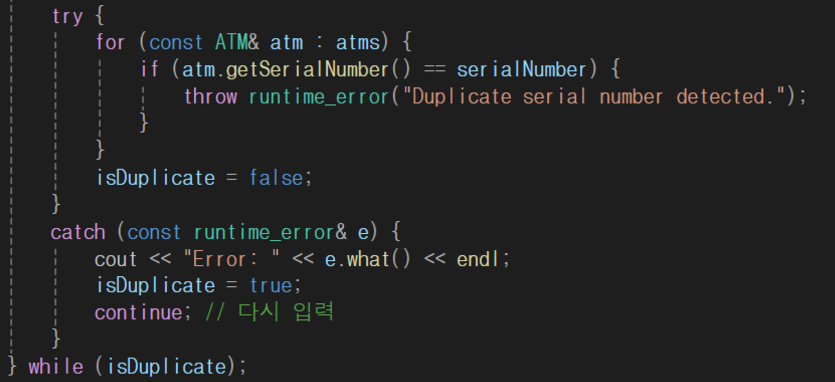 try {
for (const ATM& atm : atms) {
if (atm.getSerialNumber() == serialNumber) {
throw runtime_error("Duplicate serial number detected.");
}
}
isDuplicate = false;
}
catch (const runtime_error& e) {
cout << "Error: " << e.what() << endl;
isDuplicate = true;
continue; // 다시 입력
}
} while (isDuplicate);